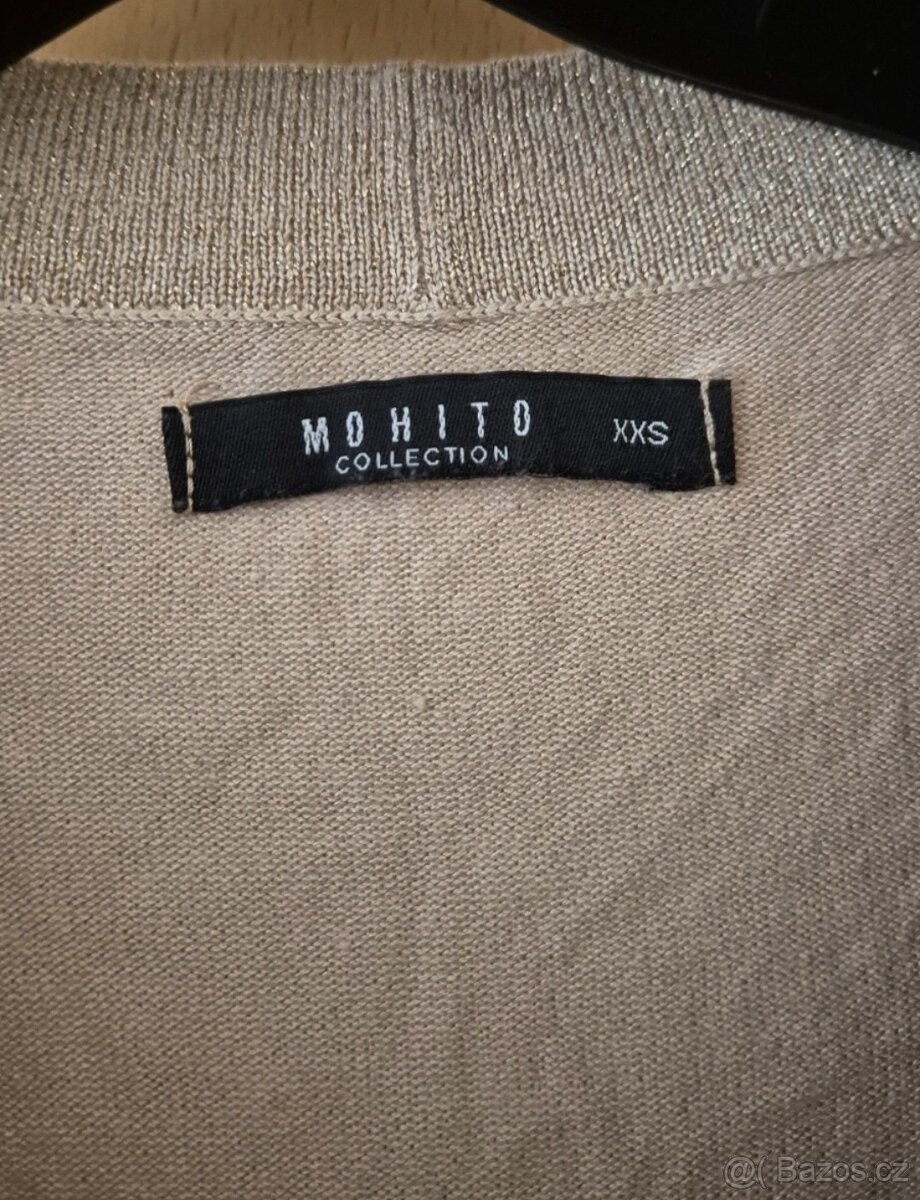 MOHITO
COLLECTION
XXS
@( Bazos.cz